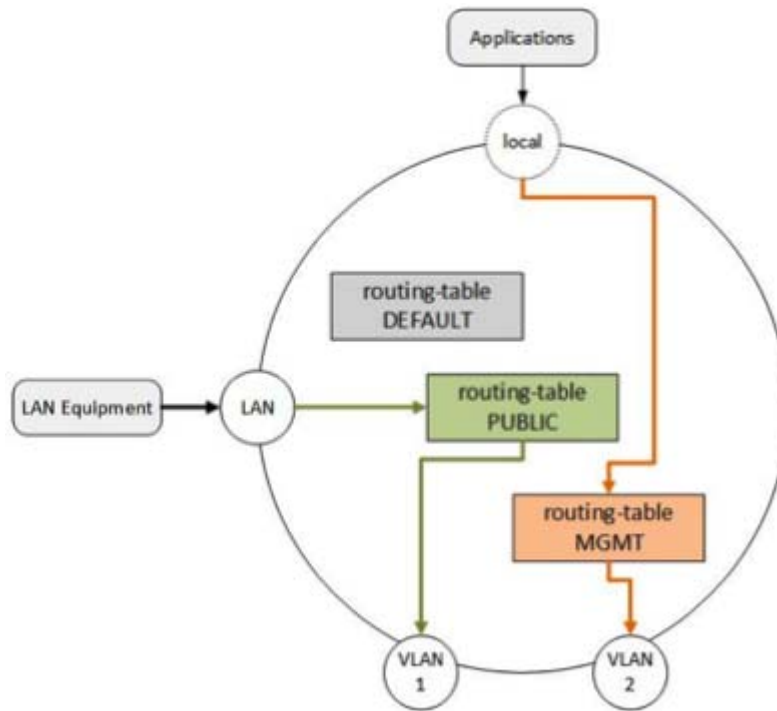 Applications
local
routing-table
DEFAULT
LAN Equipment
LAN
routing-table
PUBLIC
routing-table
MGMT
VLAN
1
VLAN
2